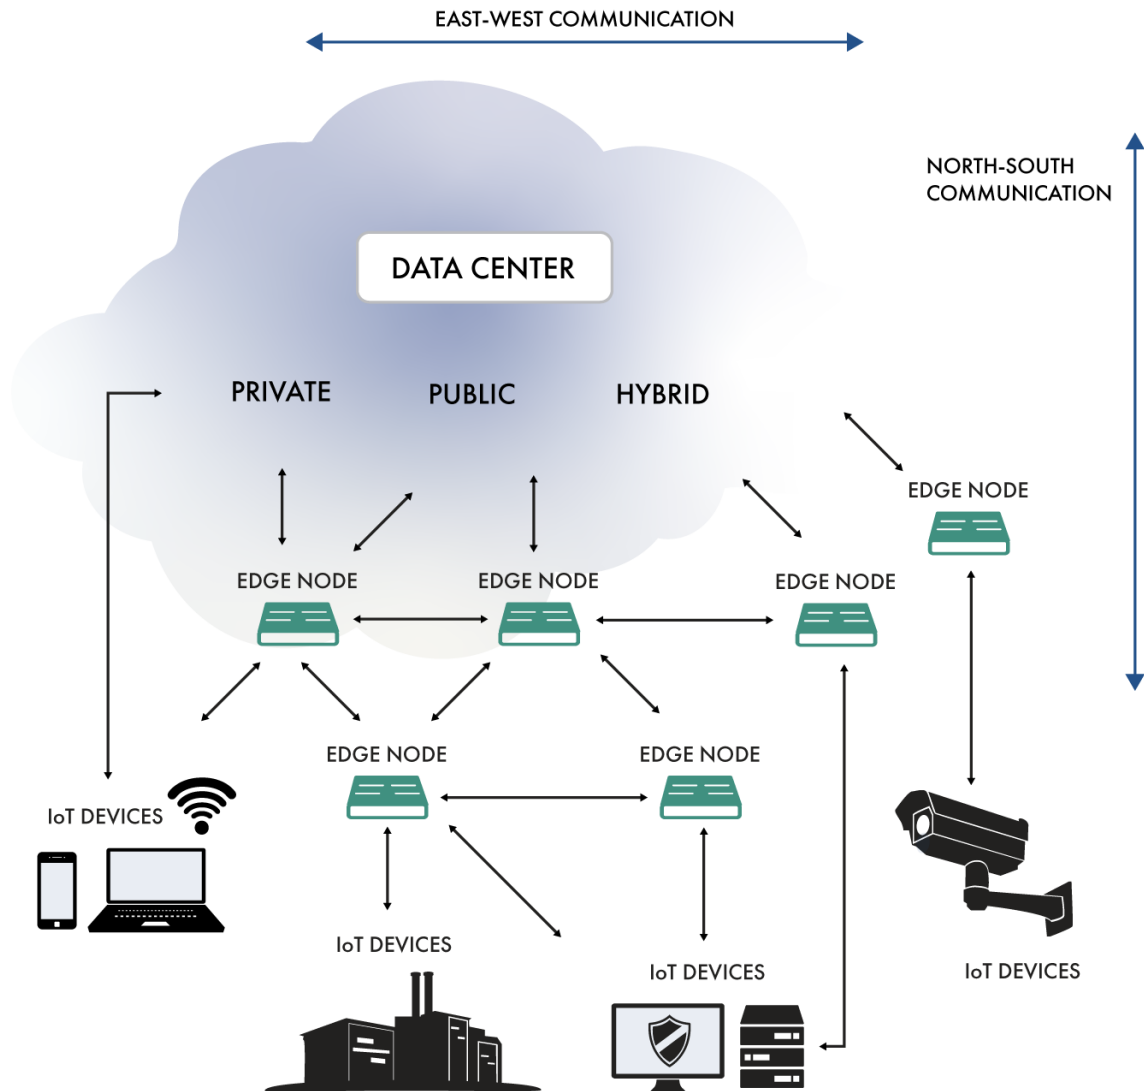 EAST-WEST COMMUNICATION
NORTH-SOUTH
COMMUNICATION
DATA CENTER
PRIVATE
PUBLIC
HYBRID
EDGE NODE
EDGE NODE
EDGE NODE
EDGE NODE
EDGE NODE
EDGE NODE
IoT DEVICES
IoT DEVICES
IoT DEVICES
IoT DEVICES